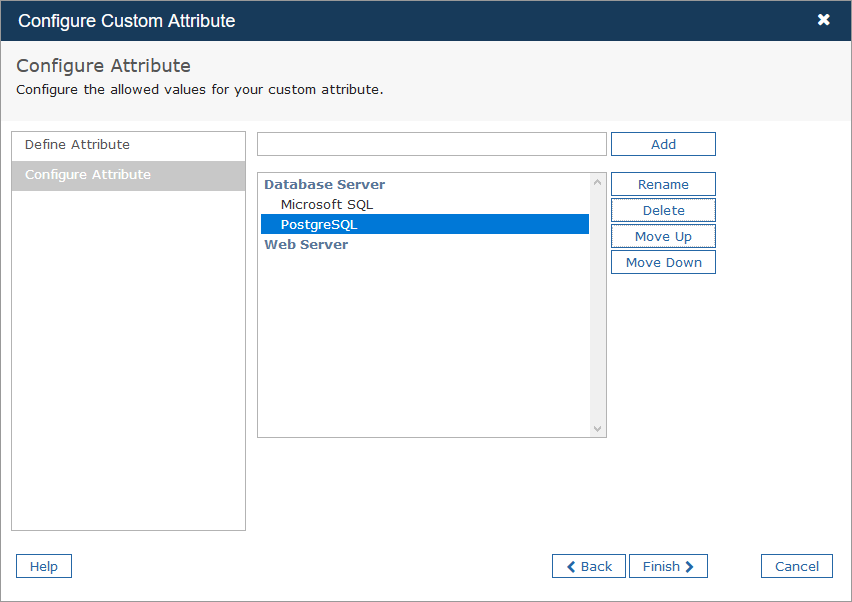 Configure Custom Attribute
Configure Attribute
Configure the allowed values for your custom attribute.
Define Attribute
Configure Attribute
Add
Database Server
Microsoft SQL
PostgreSQL
Web Server
Rename
Delete
Move Up
Move Down
Help
Back
Finish
Cancel